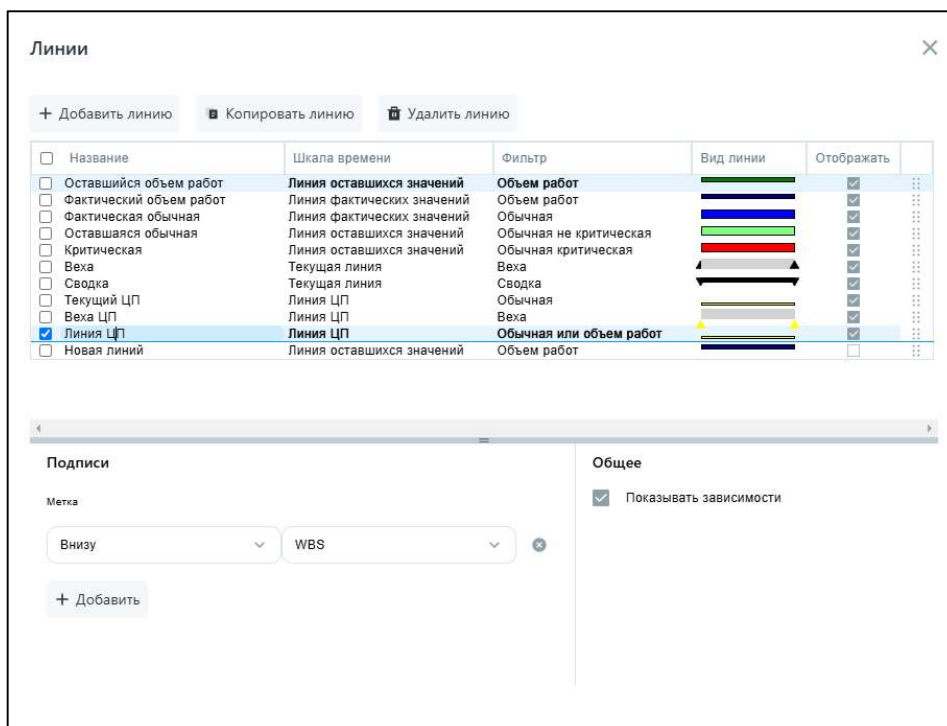 Линии
Добавить линию Копировать линию Удалить линию
Название Шкала времени Фильтр Вид линии Отображать
Оставшийся объем работ Линия оставшихся значений Объем работ
Фактический объем работ Линия фактических значений Объем работ
Фактическая обычная Линия фактических значений Обычная
Оставшаяся обычная Линия оставшихся значений Обычная не критическая
Критическая Линия оставшихся значений Обычная критическая
Веха Текущая линия Веха
Сводка Текущая линия Сводка
Текущий ЦП Линия ЦП Обычная
Веха ЦП Линия ЦП Веха
Линия ЦП Линия ЦП Обычная или объем работ
Новая линий Линия оставшихся значений Объем работ
Подписи Общее
Метка Показывать зависимости
Внизу WBS
Добавить